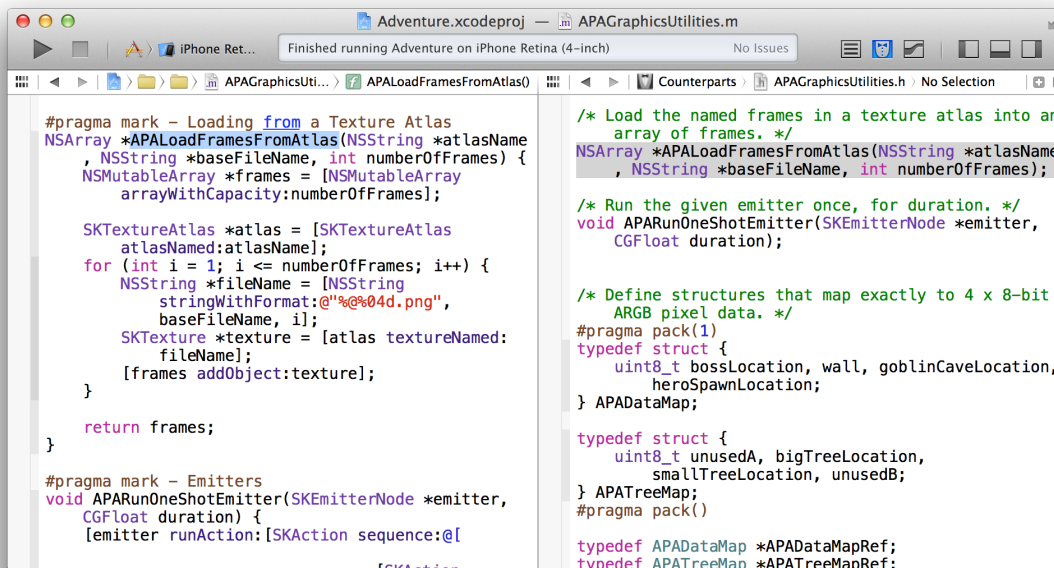 Adventure.xcodeproj — APAGraphicsUtilities.m
iPhone Ret...
Finished running Adventure on iPhone Retina (4-inch) No Issues
APAGraphicsUti... APALoadFramesFromAtlas()
Counterparts APAGraphicsUtilities.h No Selection
#pragma mark – Loading from a Texture Atlas
NSArray *APALoadFramesFromAtlas(NSString *atlasName
, NSString *baseFileName, int numberOfFrames) {
NSMutableArray *frames = [NSMutableArray
arrayWithCapacity:numberOfFrames];
SKTextureAtlas *atlas = [SKTextureAtlas
atlasNamed:atlasName];
for (int i = 1; i <= numberOfFrames; i++) {
NSString *fileName = [NSString
stringWithFormat:@"%@%04d.png",
baseFileName, i];
SKTexture *texture = [atlas textureNamed:
fileName];
[frames addObject:texture];
}
return frames;
}
#pragma mark – Emitters
void APARunOneShotEmitter(SKEmitterNode *emitter,
CGFloat duration) {
[emitter runAction:[SKAction sequence:@[
[SKAction
/* Load the named frames in a texture atlas into an
array of frames. */
NSArray *APALoadFramesFromAtlas(NSString *atlasName
, NSString *baseFileName, int numberOfFrames);
/* Run the given emitter once, for duration. */
void APARunOneShotEmitter(SKEmitterNode *emitter,
CGFloat duration);
/* Define structures that map exactly to 4 x 8-bit
ARGB pixel data. */
#pragma pack(1)
typedef struct {
uint8_t bossLocation, wall, goblinCaveLocation,
heroSpawnLocation;
} APADataMap;
typedef struct {
uint8_t unusedA, bigTreeLocation,
smallTreeLocation, unusedB;
} APATreeMap;
#pragma pack()
typedef APADataMap *APADataMapRef;
typedef APATreeMap *APATreeMapRef;